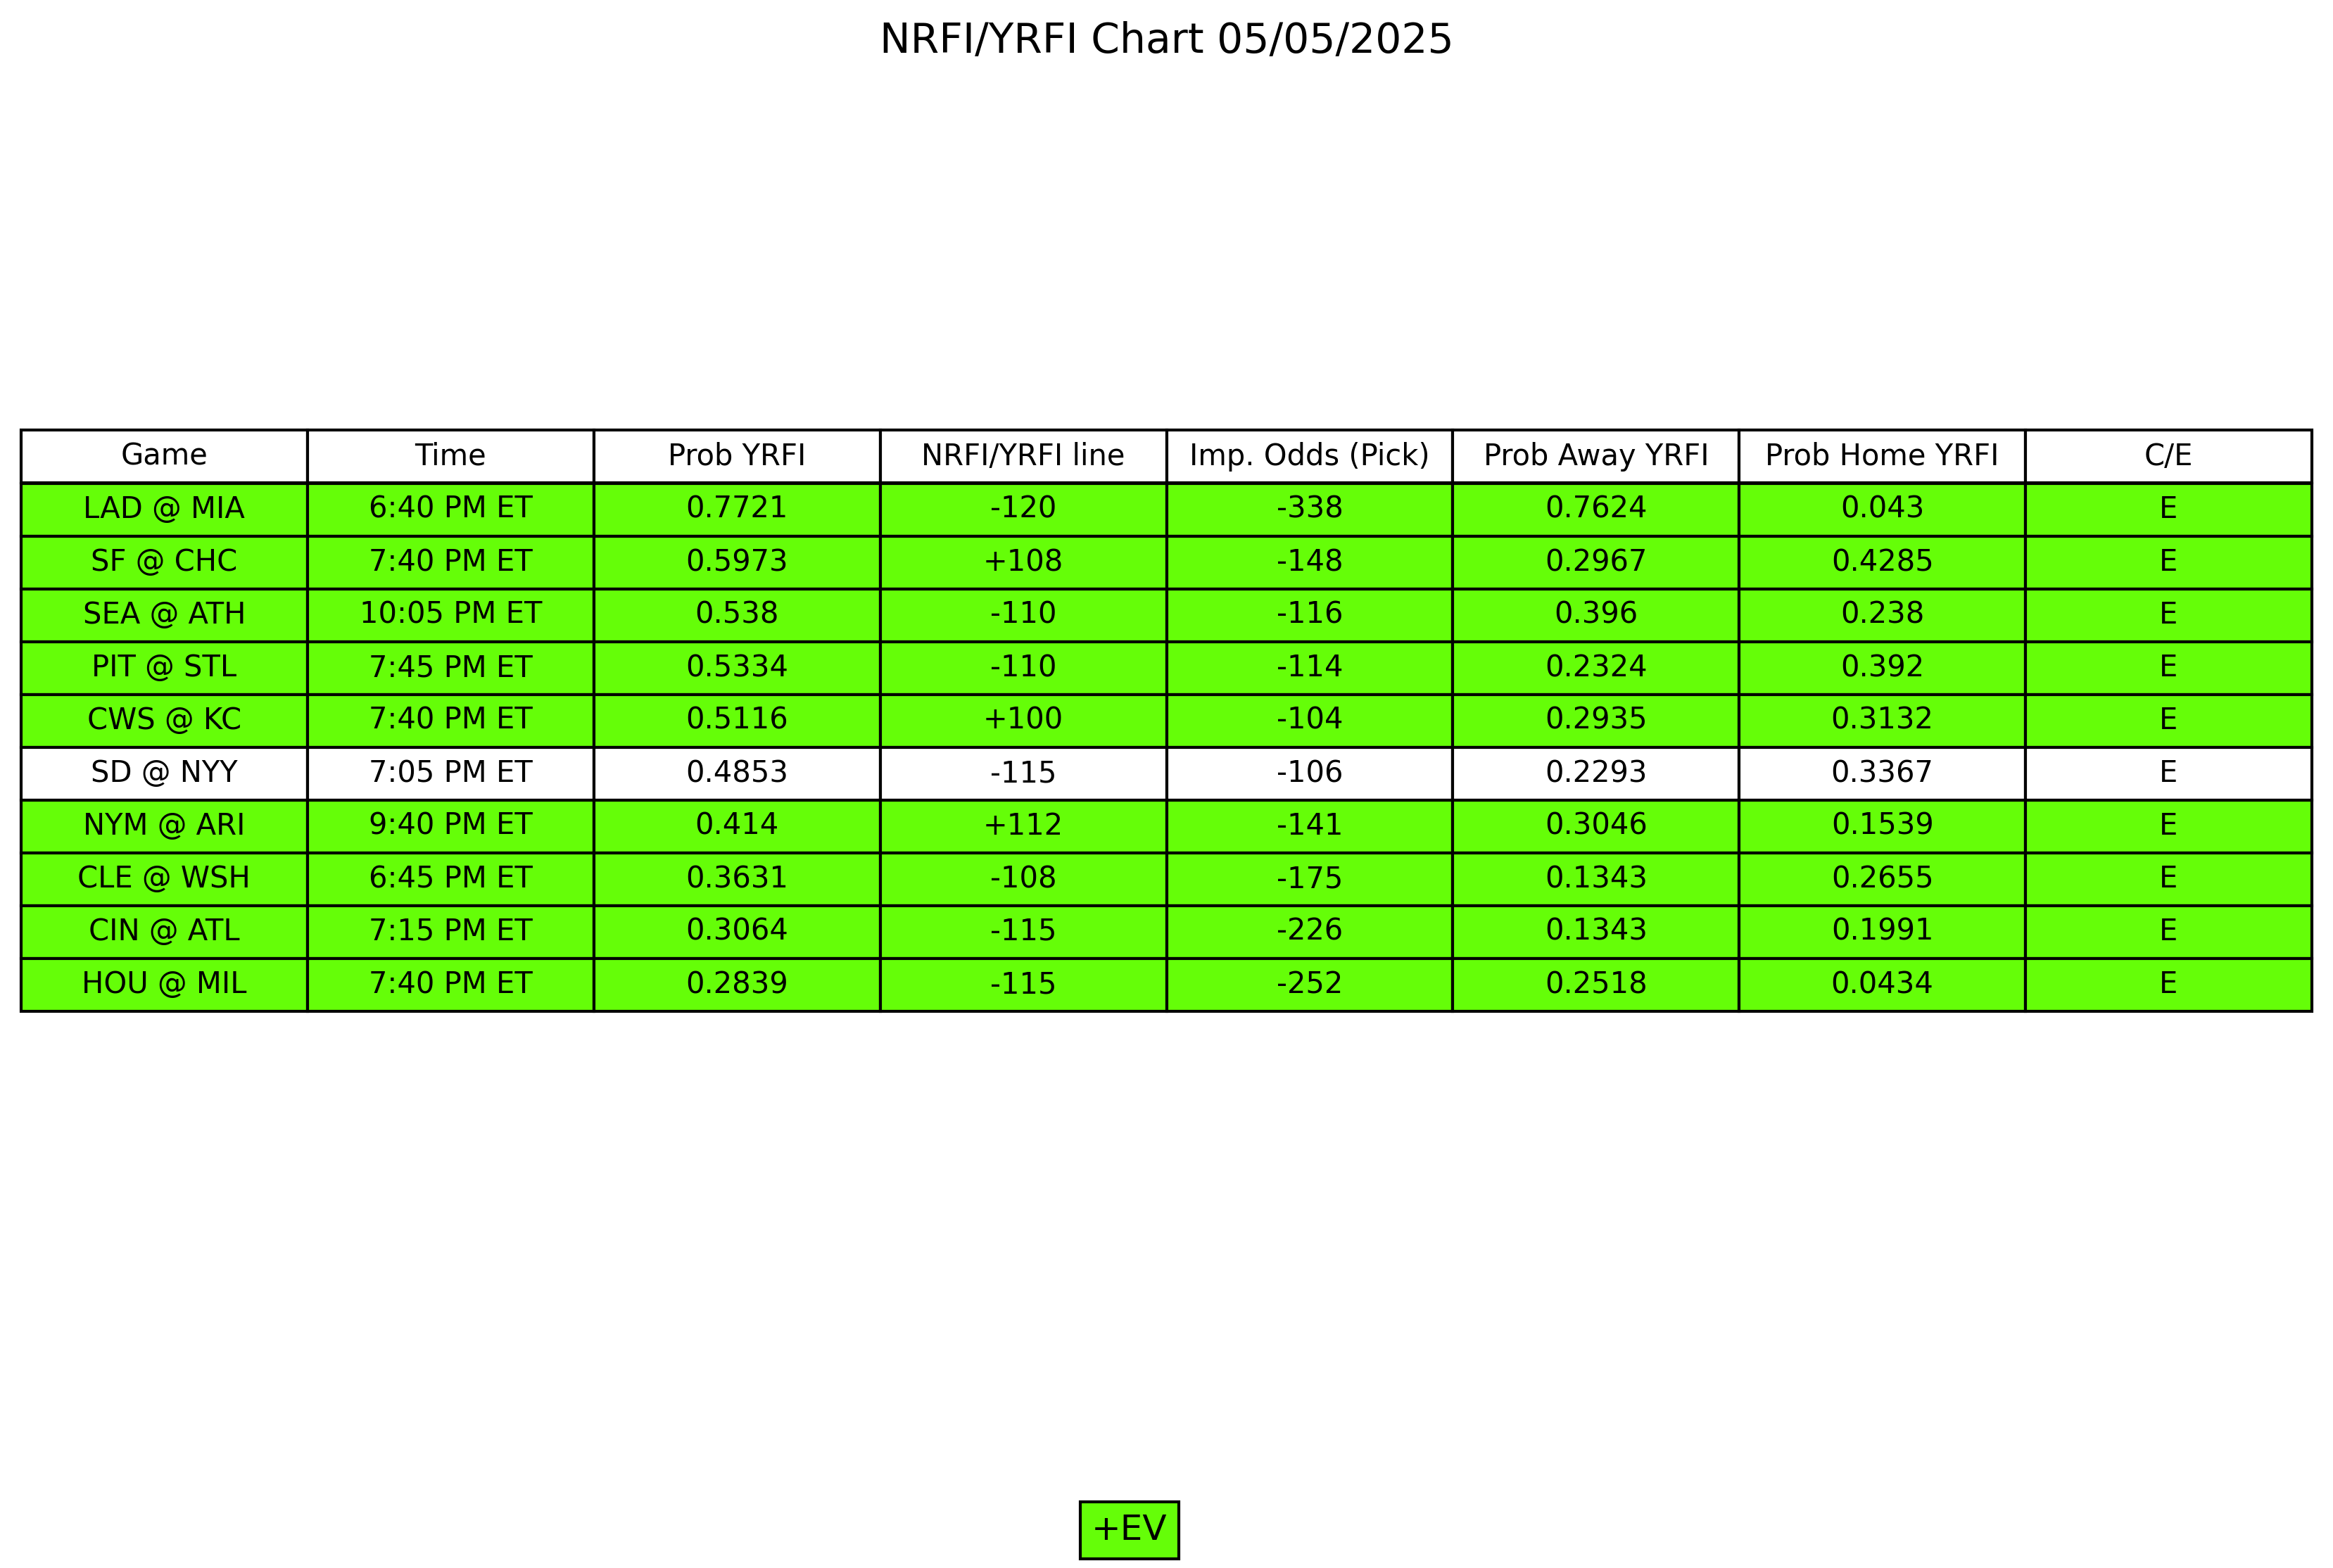 NRFI/YRFI Chart 05/05/2025
Game Time Prob YRFI NRFI/YRFI line Imp. Odds (Pick) Prob Away YRFI Prob Home YRFI C/E
LAD @ MIA 6:40 PM ET 0.7721 -120 -338 0.7624 0.043 E
SF @ CHC 7:40 PM ET 0.5973 +108 -148 0.2967 0.4285 E
SEA @ ATH 10:05 PM ET 0.538 -110 -116 0.396 0.238 E
PIT @ STL 7:45 PM ET 0.5334 -110 -114 0.2324 0.392 E
CWS @ KC 7:40 PM ET 0.5116 +100 -104 0.2935 0.3132 E
SD @ NYY 7:05 PM ET 0.4853 -115 -106 0.2293 0.3367 E
NYM @ ARI 9:40 PM ET 0.414 +112 -141 0.3046 0.1539 E
CLE @ WSH 6:45 PM ET 0.3631 -108 -175 0.1343 0.2655 E
CIN @ ATL 7:15 PM ET 0.3064 -115 -226 0.1343 0.1991 E
HOU @ MIL 7:40 PM ET 0.2839 -115 -252 0.2518 0.0434 E
+EV